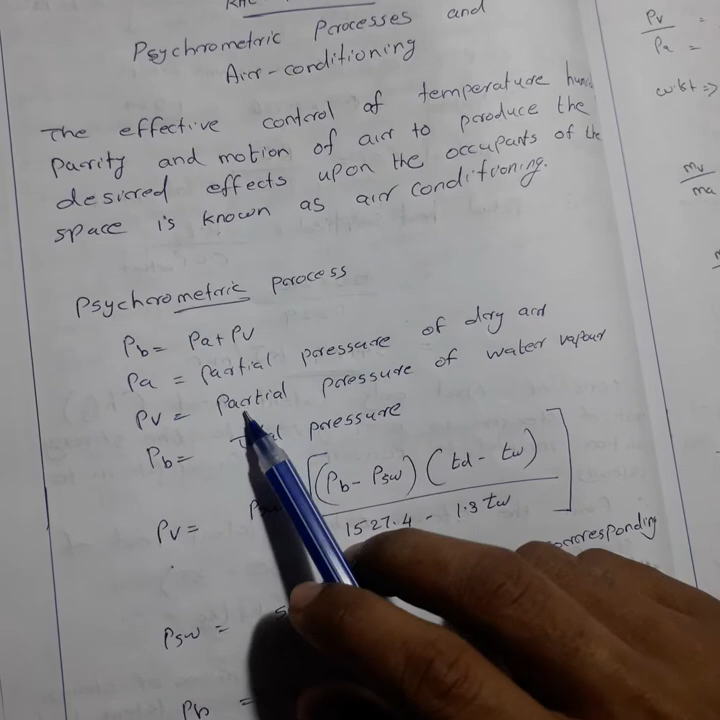 Psychrometric Processes and
Air-conditioning
The effective control of temperature
purity and motion of air to produce the
desired effects upon the occupants of the
space is known as air conditioning.
Psychrometric process
Pb = Pa + Pv
Pa = Partial pressure of dry air
Pv = Partial pressure of water vapour
Pb = pressure
Pv = [(Pb - Psw) (td - tw) / 1527.4 - 1.3 tw]
corresponding
Psw =
Pb =
Pv =
Pa =
w.k.t =>
mv
ma